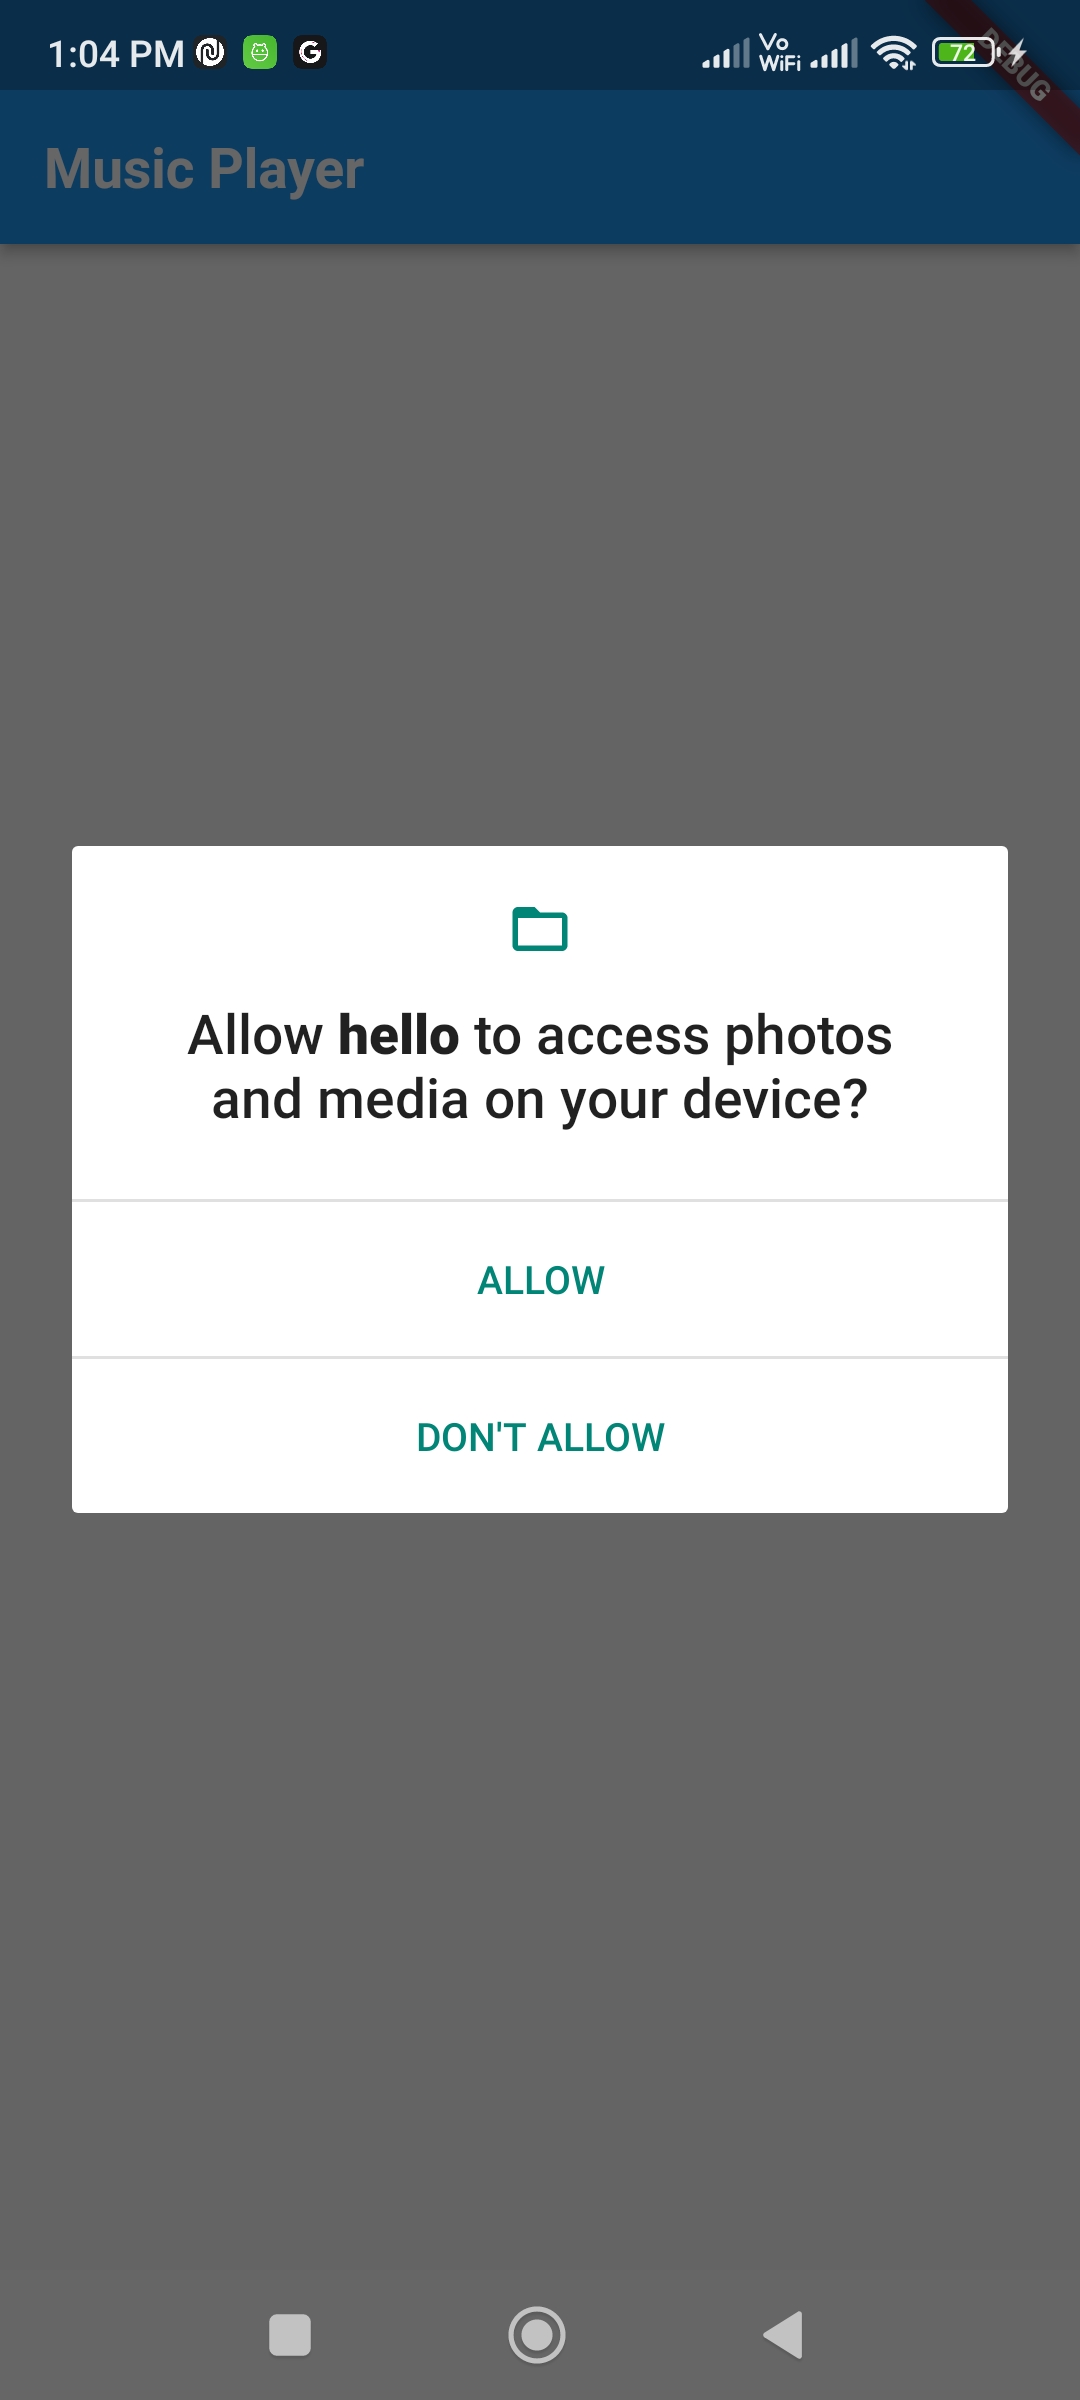 1:04 PM
Vo
WiFi
72
DEBUG
Music Player
Allow hello to access photos
and media on your device?
ALLOW
DON'T ALLOW